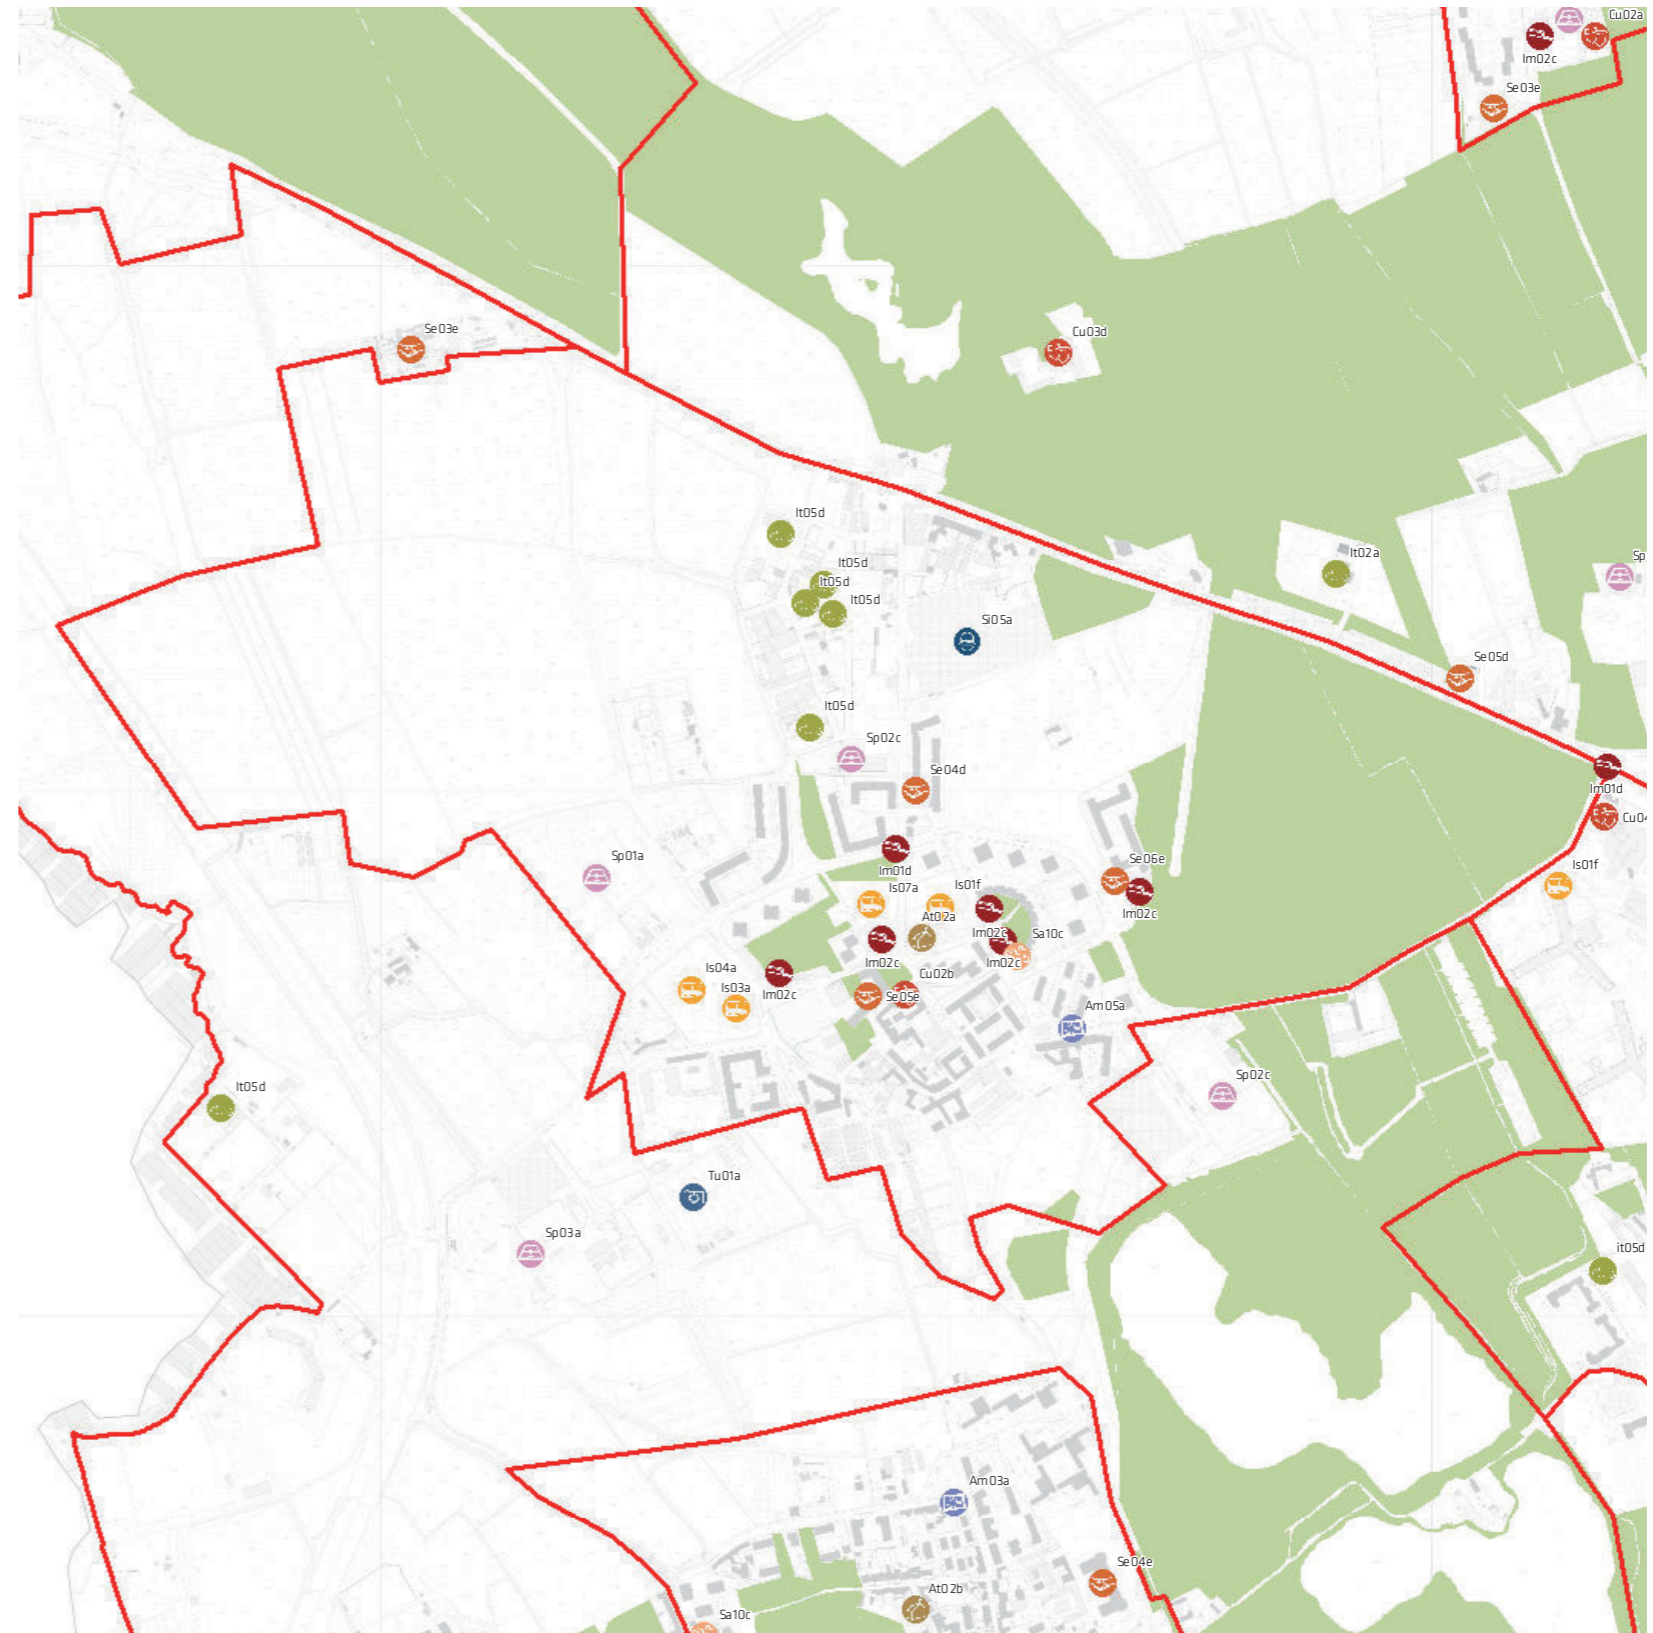 Cu02a
Im02c
Se03e
Se03e
Cu03d
It05d
It05d
It05d
It05d
It02a
Sp
Si05a
Se05d
It05d
Sp02c
Se04d
Im01d
Cu04
Sp01a
Im01d
Is07a
Is01f
Se06e
Is01f
Im02c
At02a
Im02c
Sa10c
Im02c
Im02c
Is04a
Is03a
Im02c
Cu02b
Se05e
Am05a
Sp02c
It05d
Tu01a
Sp03a
it05d
Am03a
Se04e
At02b
Sa10c